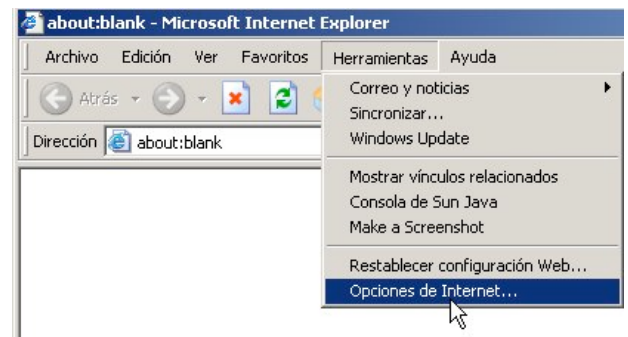 about:blank - Microsoft Internet Explorer
Archivo Edición Ver Favoritos Herramientas Ayuda
Atrás
Dirección about:blank
Correo y noticias
Sincronizar...
Windows Update
Mostrar vínculos relacionados
Consola de Sun Java
Make a Screenshot
Restablecer configuración Web...
Opciones de Internet...